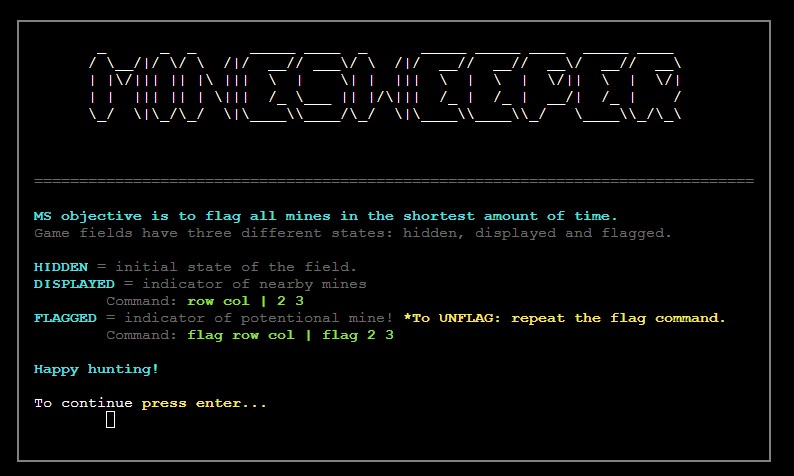 MINESWEEPER
================================================================================
MS objective is to flag all mines in the shortest amount of time.
Game fields have three different states: hidden, displayed and flagged.
HIDDEN = initial state of the field.
DISPLAYED = indicator of nearby mines
Command: row col | 2 3
FLAGGED = indicator of potentional mine! *To UNFLAG: repeat the flag command.
Command: flag row col | flag 2 3
Happy hunting!
To continue press enter...